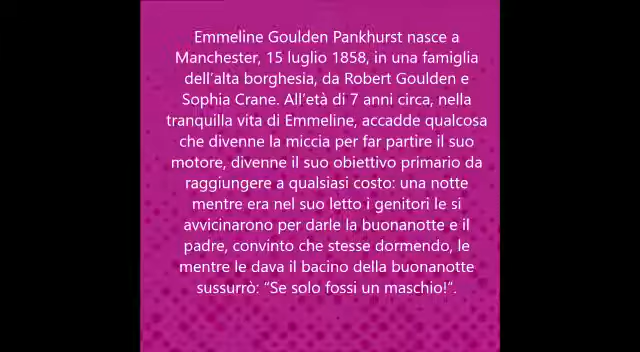 Emmeline Goulden Pankhurst nasce a
Manchester, 15 luglio 1858, in una famiglia
dell'alta borghesia, da Robert Goulden e
Sophia Crane. All'età di 7 anni circa, nella
tranquilla vita di Emmeline, accadde qualcosa
che divenne la miccia per far partire il suo
motore, divenne il suo obiettivo primario da
raggiungere a qualsiasi costo: una notte
mentre era nel suo letto i genitori le si
avvicinarono per darle la buonanotte e il
padre, convinto che stesse dormendo, le
mentre le dava il bacino della buonanotte
sussurrò: "Se solo fossi un maschio!".